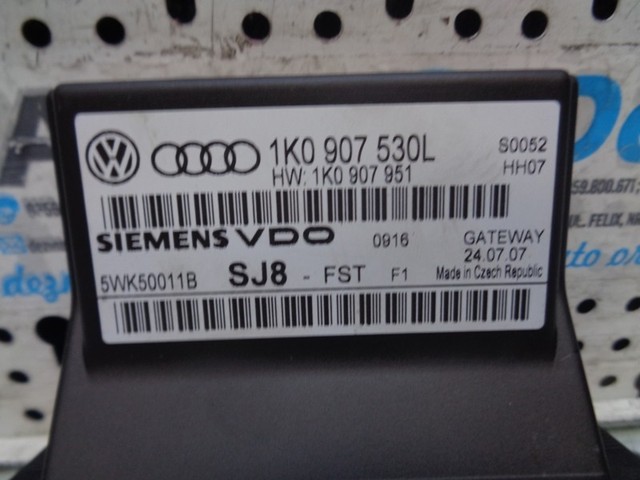 1K0 907 530L S0052
HW: 1K0 907 951 HH07
SIEMENS VDO 0916 GATEWAY
24.07.07
5WK50011B SJ8 - FST F1 Made in Czech Republic